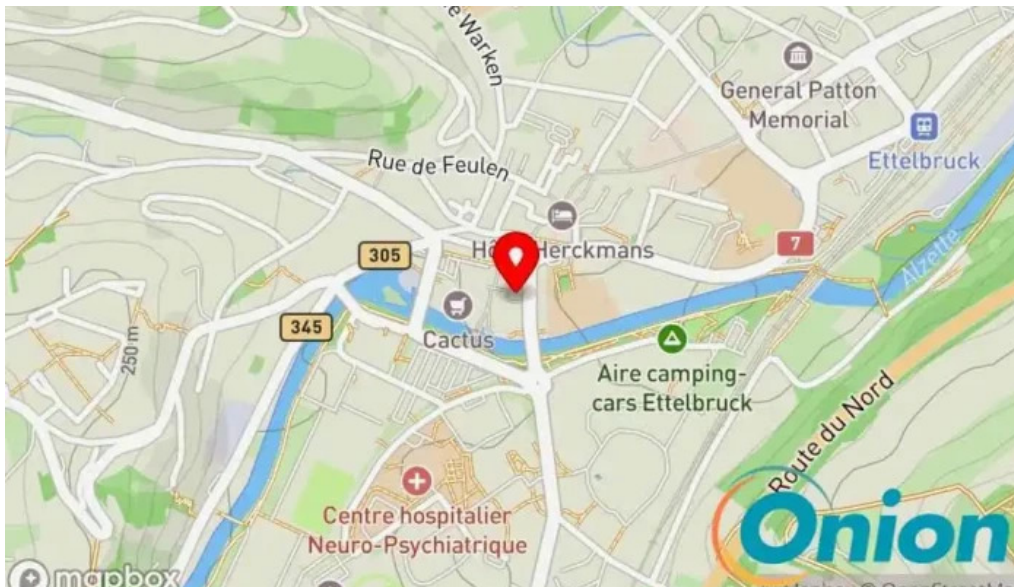 e Warken
General Patton
Memorial
Ettelbruck
Rue de Feulen
Herckmans
7
305
Alzette
345
Cactus
250 m
Aire camping-
cars Ettelbruck
Route du Nord
Centre hospitalier
Neuro-Psychiatrique
Onion
mapbox